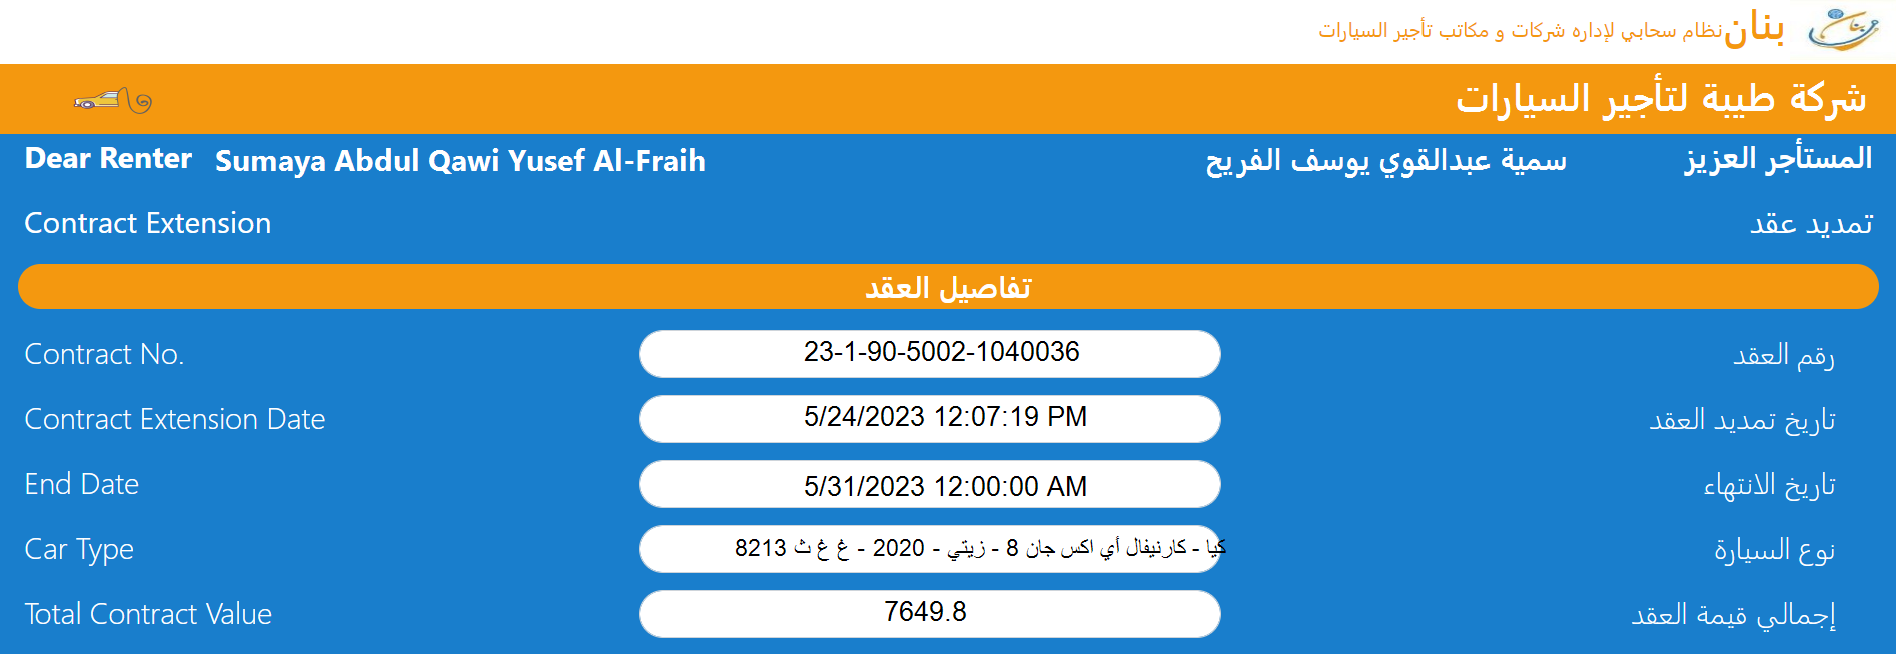 بنان نظام سحابي لإداره شركات و مكاتب تأجير السيارات
شركة طيبة لتأجير السيارات
Dear Renter Sumaya Abdul Qawi Yusef Al-Fraih سمية عبدالقوي يوسف الفريح المستأجر العزيز
Contract Extension تمديد عقد
تفاصيل العقد
Contract No. 23-1-90-5002-1040036 رقم العقد
Contract Extension Date 5/24/2023 12:07:19 PM تاريخ تمديد العقد
End Date 5/31/2023 12:00:00 AM تاريخ الانتهاء
Car Type كيا - كارنيفال أي اكس جان 8 - زيتي - 2020 - غ غ ث 8213 نوع السيارة
Total Contract Value 7649.8 إجمالي قيمة العقد